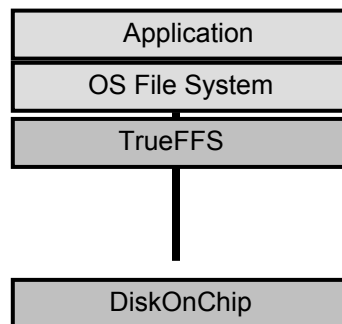 Application
OS File System
TrueFFS
DiskOnChip